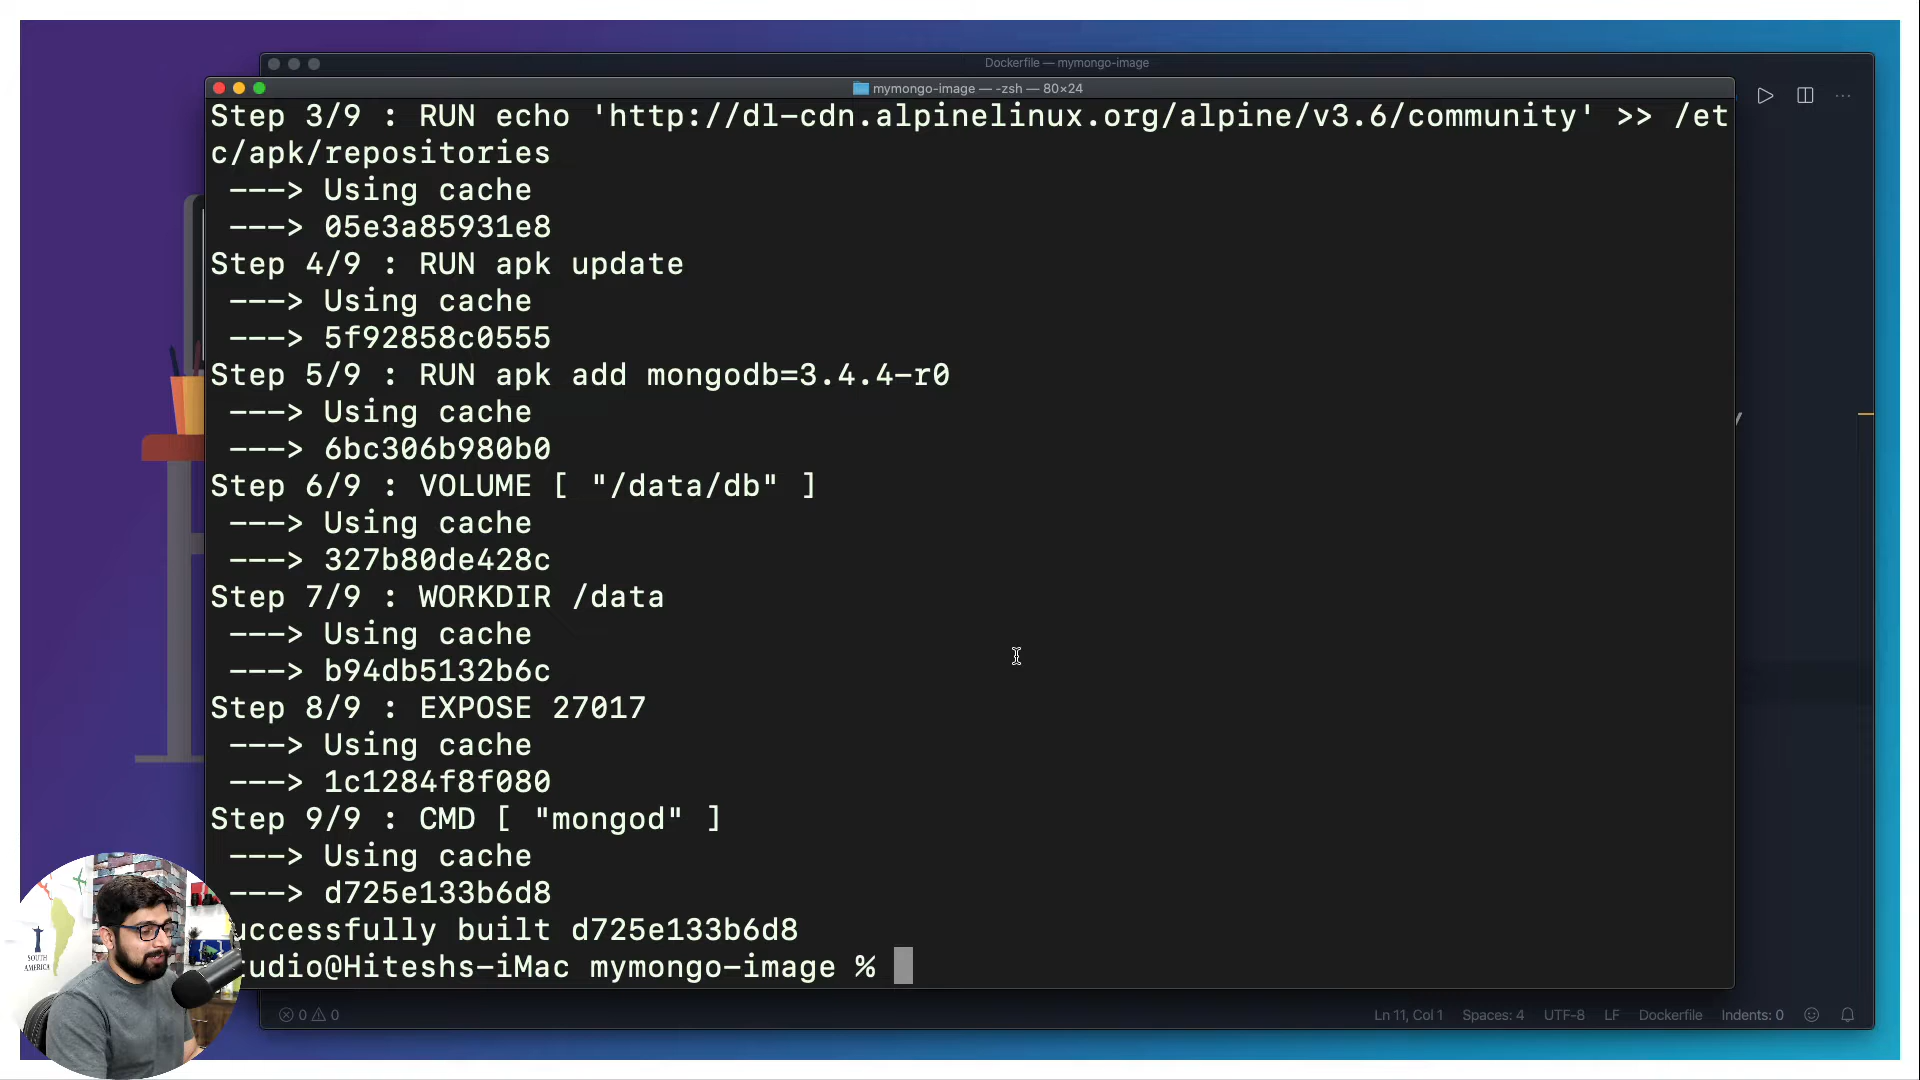 Dockerfile — mymongo-image
mymongo-image — -zsh — 80×24
Step 3/9 : RUN echo 'http://dl-cdn.alpinelinux.org/alpine/v3.6/community' >> /et
c/apk/repositories
---> Using cache
---> 05e3a85931e8
Step 4/9 : RUN apk update
---> Using cache
---> 5f92858c0555
Step 5/9 : RUN apk add mongodb=3.4.4-r0
---> Using cache
---> 6bc306b980b0
Step 6/9 : VOLUME [ "/data/db" ]
---> Using cache
---> 327b80de428c
Step 7/9 : WORKDIR /data
---> Using cache
---> b94db5132b6c
Step 8/9 : EXPOSE 27017
---> Using cache
---> 1c1284f8f080
Step 9/9 : CMD [ "mongod" ]
---> Using cache
---> d725e133b6d8
uccessfully built d725e133b6d8
tudio@Hiteshs-iMac mymongo-image %
0 0
Ln 11, Col 1 Spaces: 4 UTF-8 LF Dockerfile Indents: 0
SOUTH
AMERICA